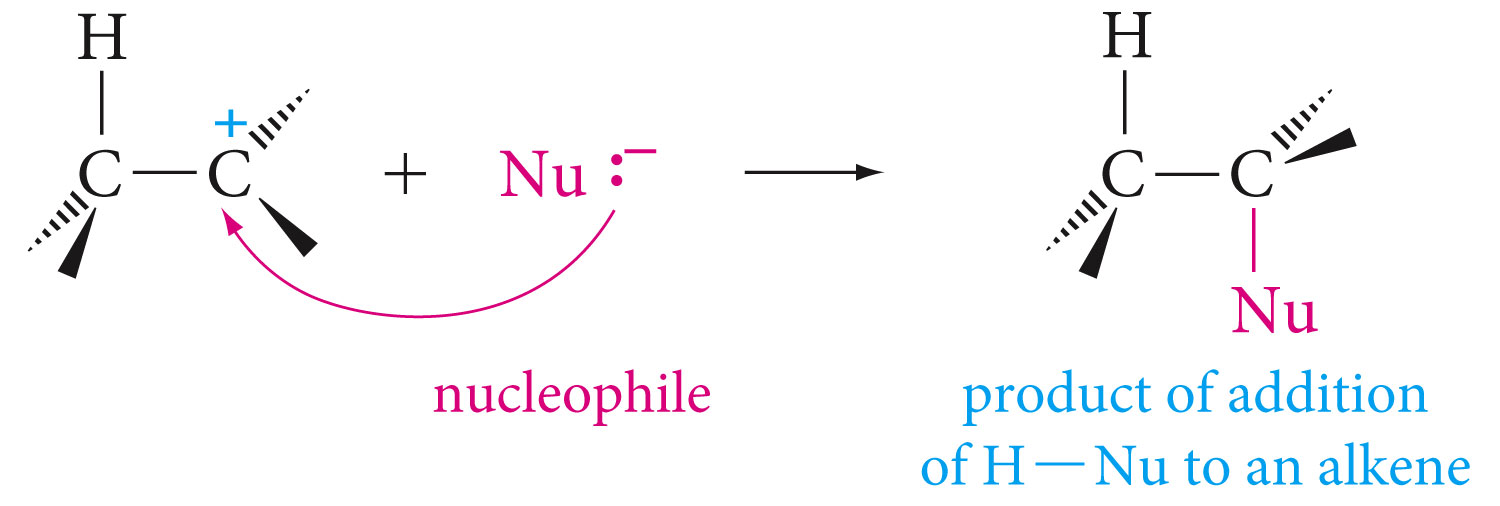 H
H
+
C — C + Nu :−
C — C
Nu
nucleophile
product of addition
of H — Nu to an alkene